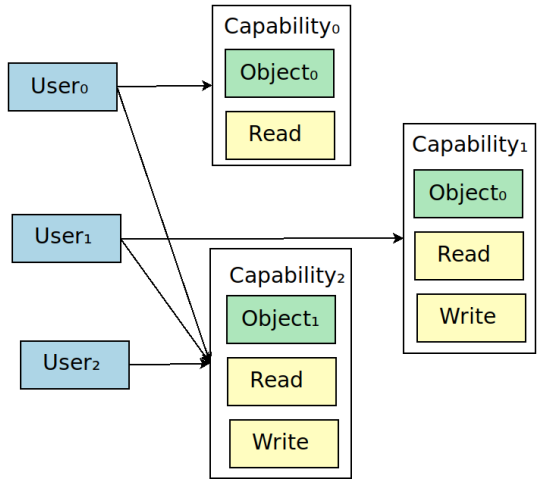 Capability₀
User₀
Object₀
Read
Capability₁
Object₀
User₁
Read
Capability₂
Object₁
Write
User₂
Read
Write